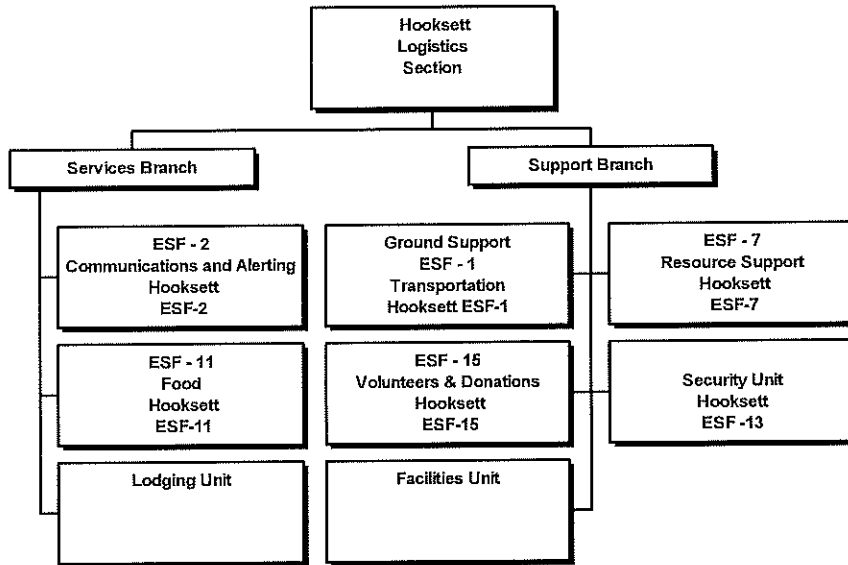 Hooksett
Logistics
Section
Services Branch
Support Branch
ESF - 2
Communications and Alerting
Hooksett
ESF-2
Ground Support
ESF - 1
Transportation
Hooksett ESF-1
ESF - 7
Resource Support
Hooksett
ESF-7
ESF - 11
Food
Hooksett
ESF-11
ESF - 15
Volunteers & Donations
Hooksett
ESF-15
Security Unit
Hooksett
ESF -13
Lodging Unit
Facilities Unit